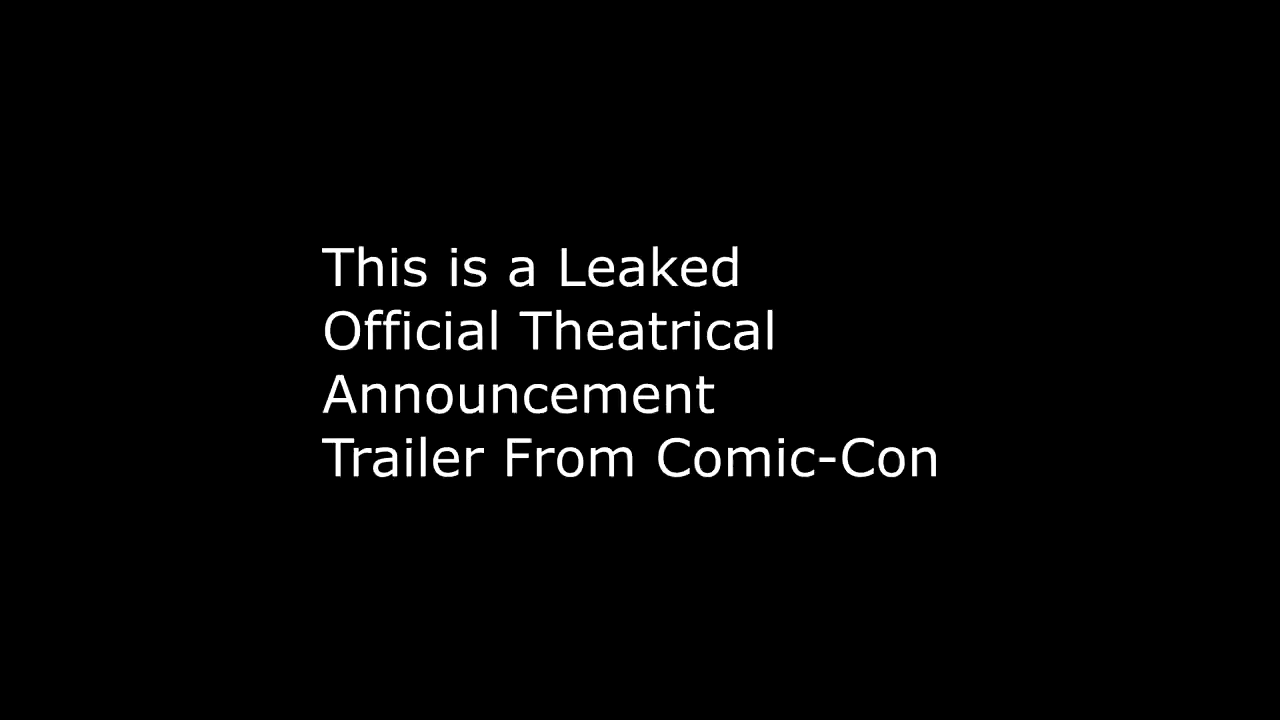 This is a Leaked
Official Theatrical
Announcement
Trailer From Comic-Con